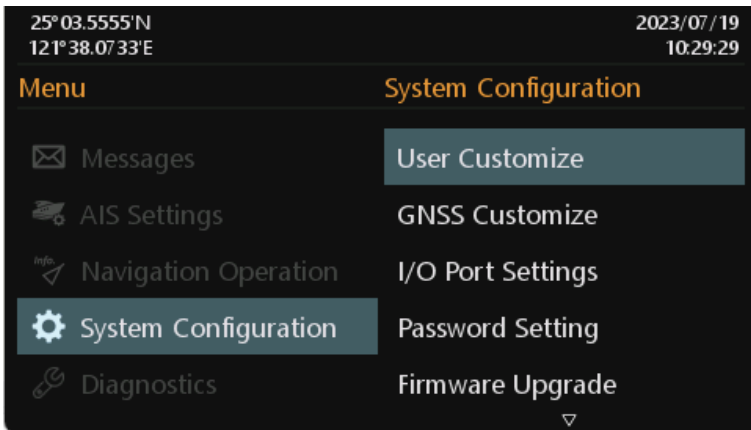 25°03.5555'N
121°38.0733'E
2023/07/19
10:29:29
Menu
Messages
AIS Settings
Info.
Navigation Operation
System Configuration
Diagnostics
System Configuration
User Customize
GNSS Customize
I/O Port Settings
Password Setting
Firmware Upgrade